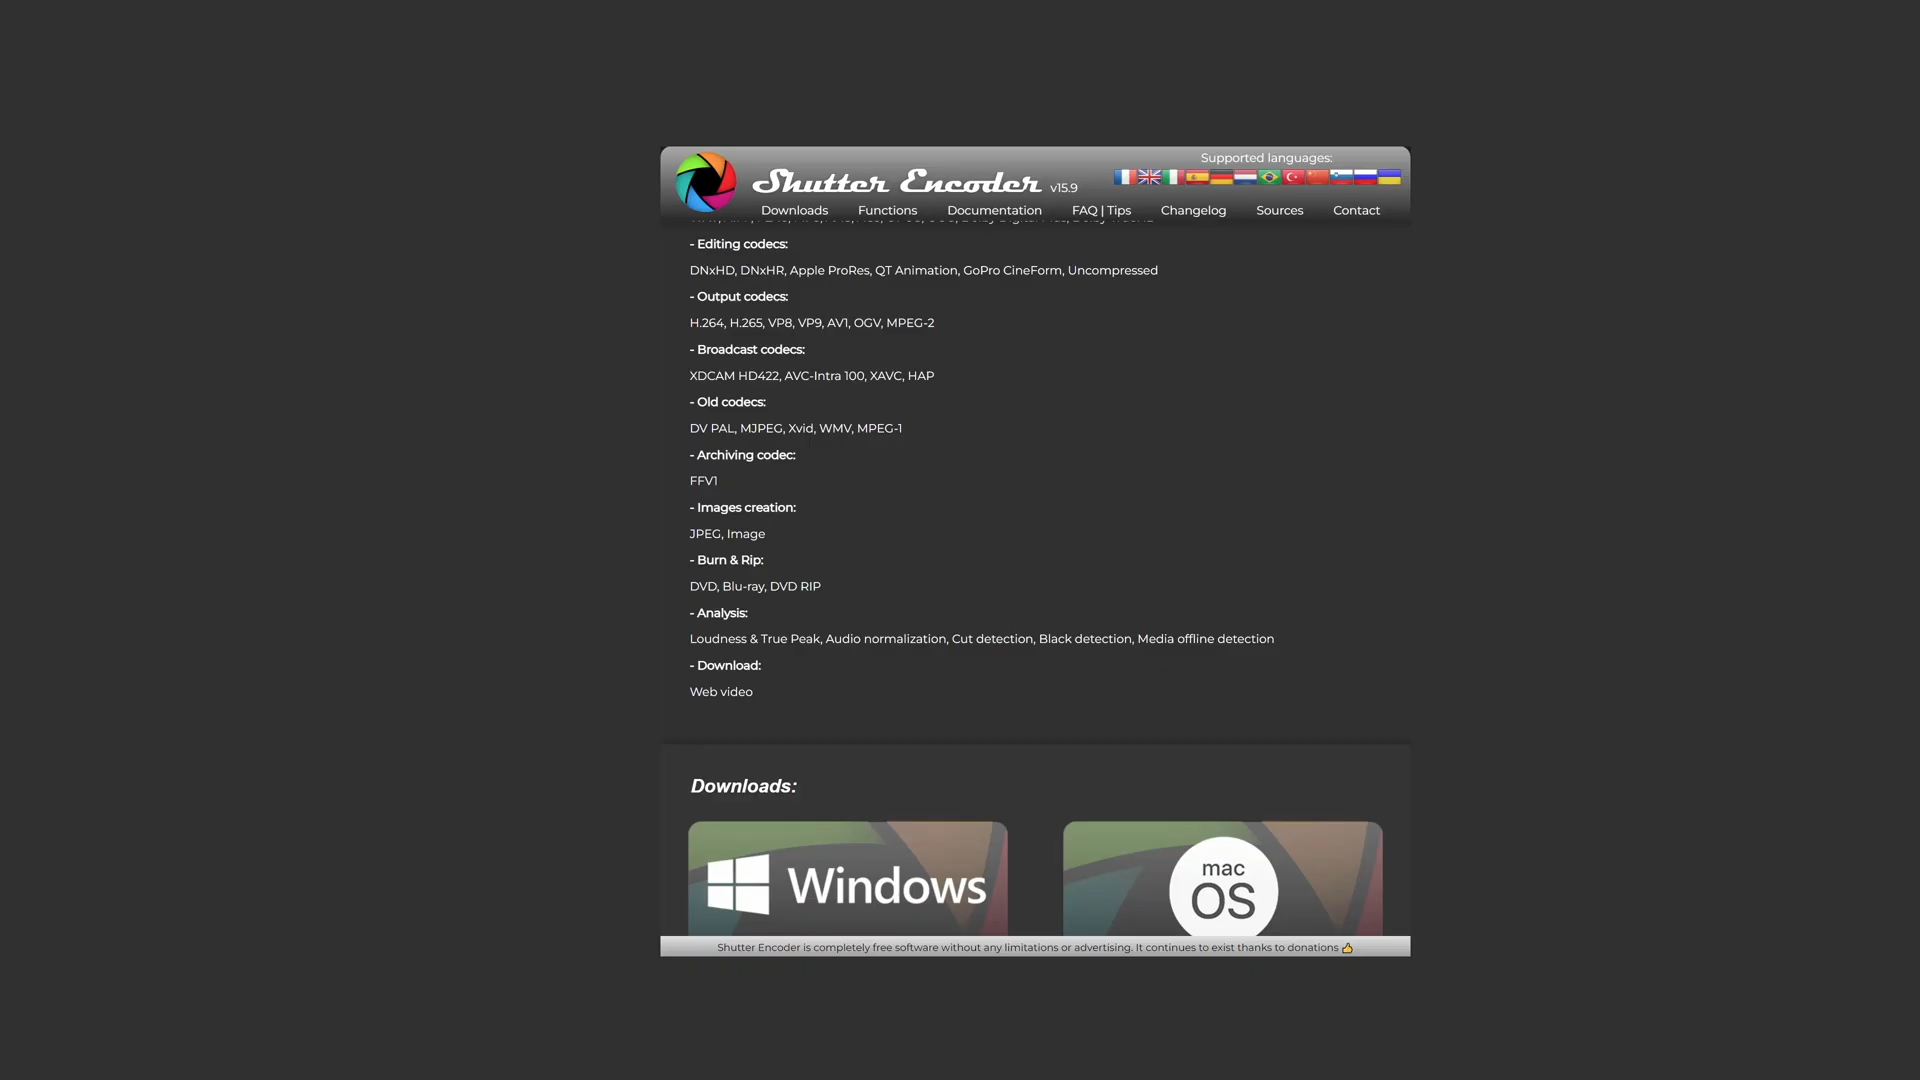 Supported languages:
Shutter Encoder v15.9
Downloads Functions Documentation FAQ | Tips Changelog Sources Contact
- Editing codecs:
DNxHD, DNxHR, Apple ProRes, QT Animation, GoPro CineForm, Uncompressed
- Output codecs:
H.264, H.265, VP8, VP9, AV1, OGV, MPEG-2
- Broadcast codecs:
XDCAM HD422, AVC-Intra 100, XAVC, HAP
- Old codecs:
DV PAL, MJPEG, Xvid, WMV, MPEG-1
- Archiving codec:
FFV1
- Images creation:
JPEG, Image
- Burn & Rip:
DVD, Blu-ray, DVD RIP
- Analysis:
Loudness & True Peak, Audio normalization, Cut detection, Black detection, Media offline detection
- Download:
Web video
Downloads:
Windows
mac
OS
Shutter Encoder is completely free software without any limitations or advertising. It continues to exist thanks to donations 👍